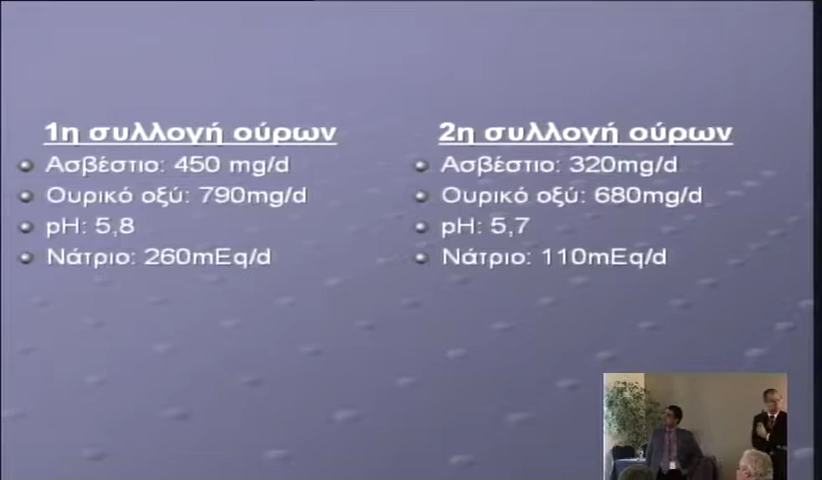 1η συλλογή ούρων
Ασβέστιο: 450 mg/d
Ουρικό οξύ: 790mg/d
pH: 5,8
Νάτριο: 260mEq/d
2η συλλογή ούρων
Ασβέστιο: 320mg/d
Ουρικό οξύ: 680mg/d
pH: 5,7
Νάτριο: 110mEq/d